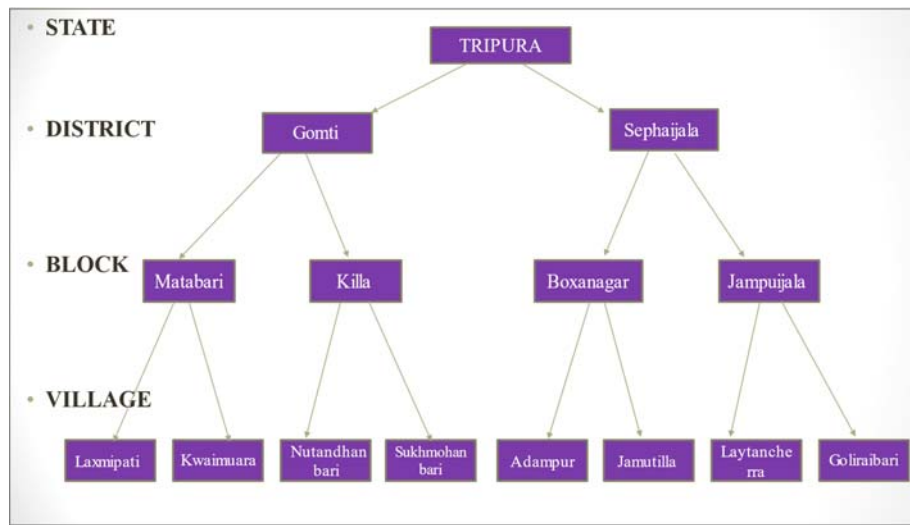 • STATE
TRIPURA
• DISTRICT
Gomti
Sephaijala
• BLOCK
Matabari
Killa
Boxanagar
Jampuijala
• VILLAGE
Laxmipati
Kwaimuara
Nutandhan
bari
Sukhmohan
bari
Adampur
Jamutilla
Laytanche
rra
Goliraibari